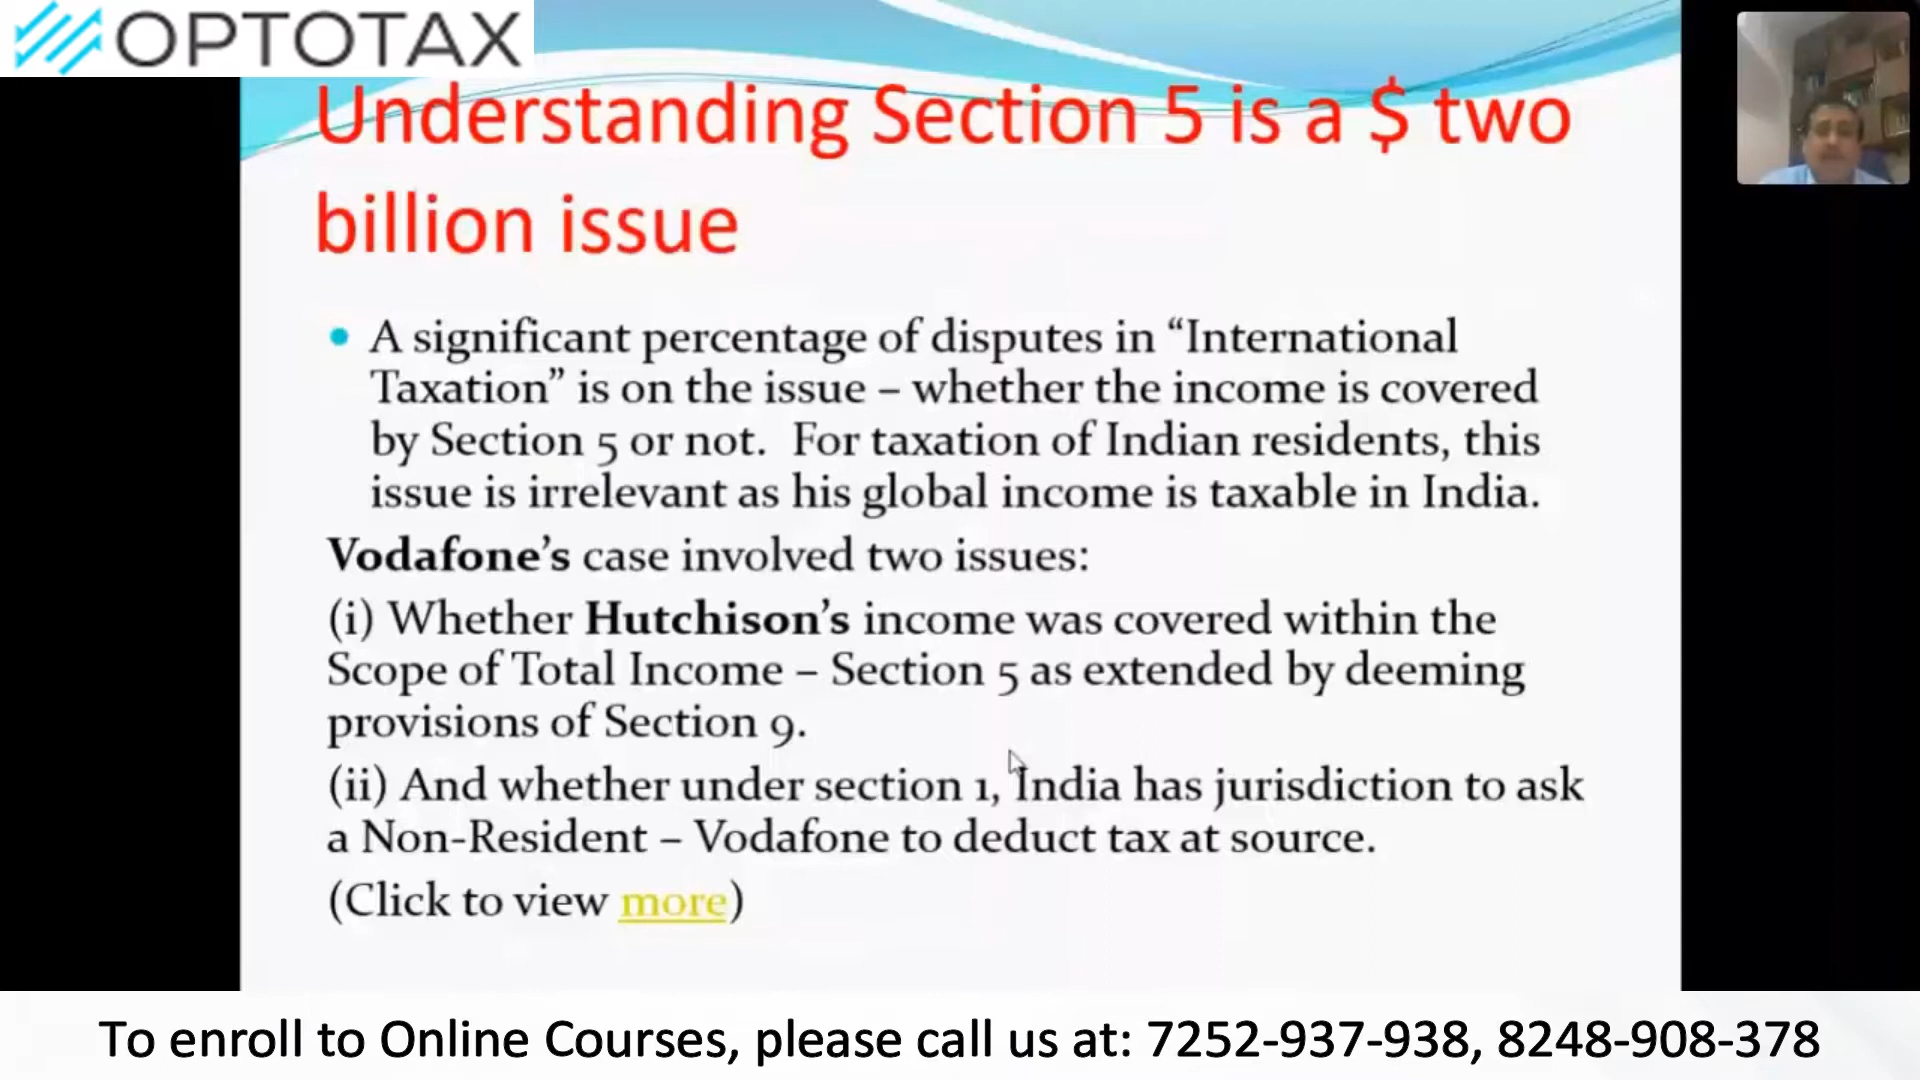 OPTOTAX
Understanding Section 5 is a $ two
billion issue
• A significant percentage of disputes in “International
Taxation” is on the issue – whether the income is covered
by Section 5 or not.  For taxation of Indian residents, this
issue is irrelevant as his global income is taxable in India.
Vodafone’s case involved two issues:
(i) Whether Hutchison’s income was covered within the
Scope of Total Income – Section 5 as extended by deeming
provisions of Section 9.
(ii) And whether under section 1, India has jurisdiction to ask
a Non-Resident – Vodafone to deduct tax at source.
(Click to view more)
To enroll to Online Courses, please call us at: 7252-937-938, 8248-908-378